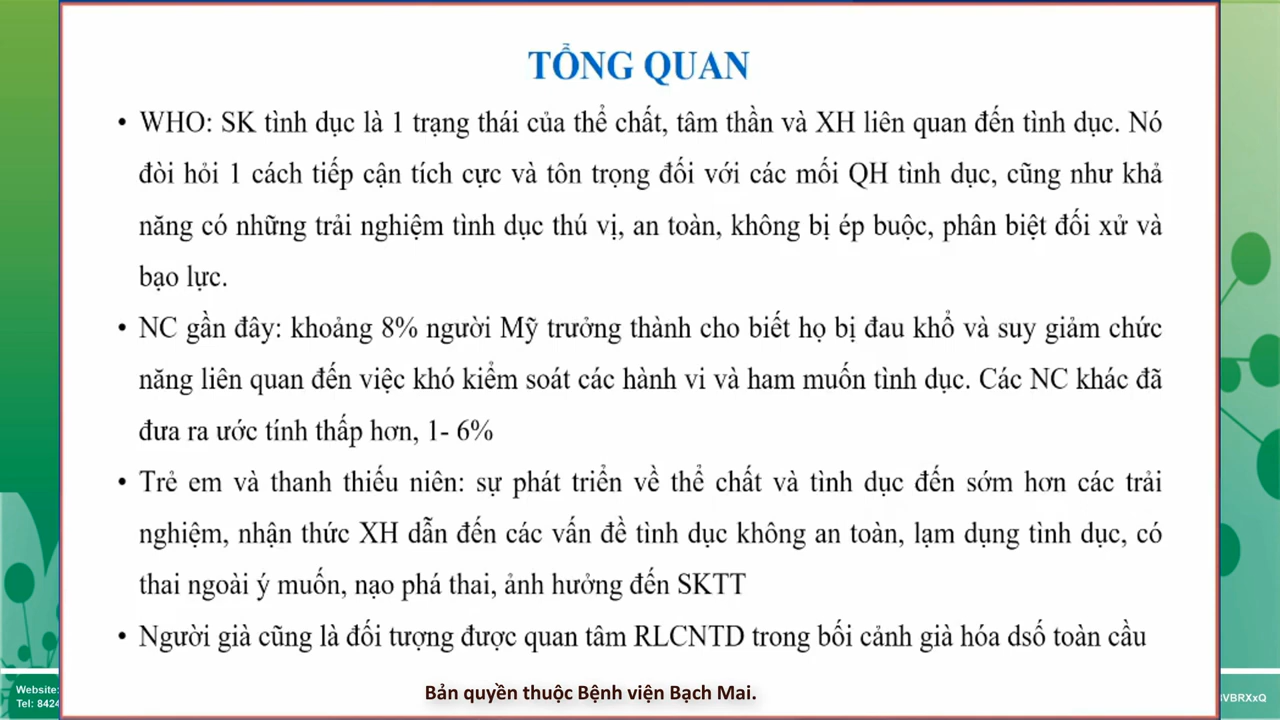 TỔNG QUAN
• WHO: SK tình dục là 1 trạng thái của thể chất, tâm thần và XH liên quan đến tình dục. Nó
đòi hỏi 1 cách tiếp cận tích cực và tôn trọng đối với các mối QH tình dục, cũng như khả
năng có những trải nghiệm tình dục thú vị, an toàn, không bị ép buộc, phân biệt đối xử và
bạo lực.
• NC gần đây: khoảng 8% người Mỹ trưởng thành cho biết họ bị đau khổ và suy giảm chức
năng liên quan đến việc khó kiểm soát các hành vi và ham muốn tình dục. Các NC khác đã
đưa ra ước tính thấp hơn, 1- 6%
• Trẻ em và thanh thiếu niên: sự phát triển về thể chất và tình dục đến sớm hơn các trải
nghiệm, nhận thức XH dẫn đến các vấn đề tình dục không an toàn, lạm dụng tình dục, có
thai ngoài ý muốn, nạo phá thai, ảnh hưởng đến SKTT
• Người già cũng là đối tượng được quan tâm RLCNTD trong bối cảnh già hóa dsố toàn cầu
Website:
Tel: 8424
Bản quyền thuộc Bệnh viện Bạch Mai.